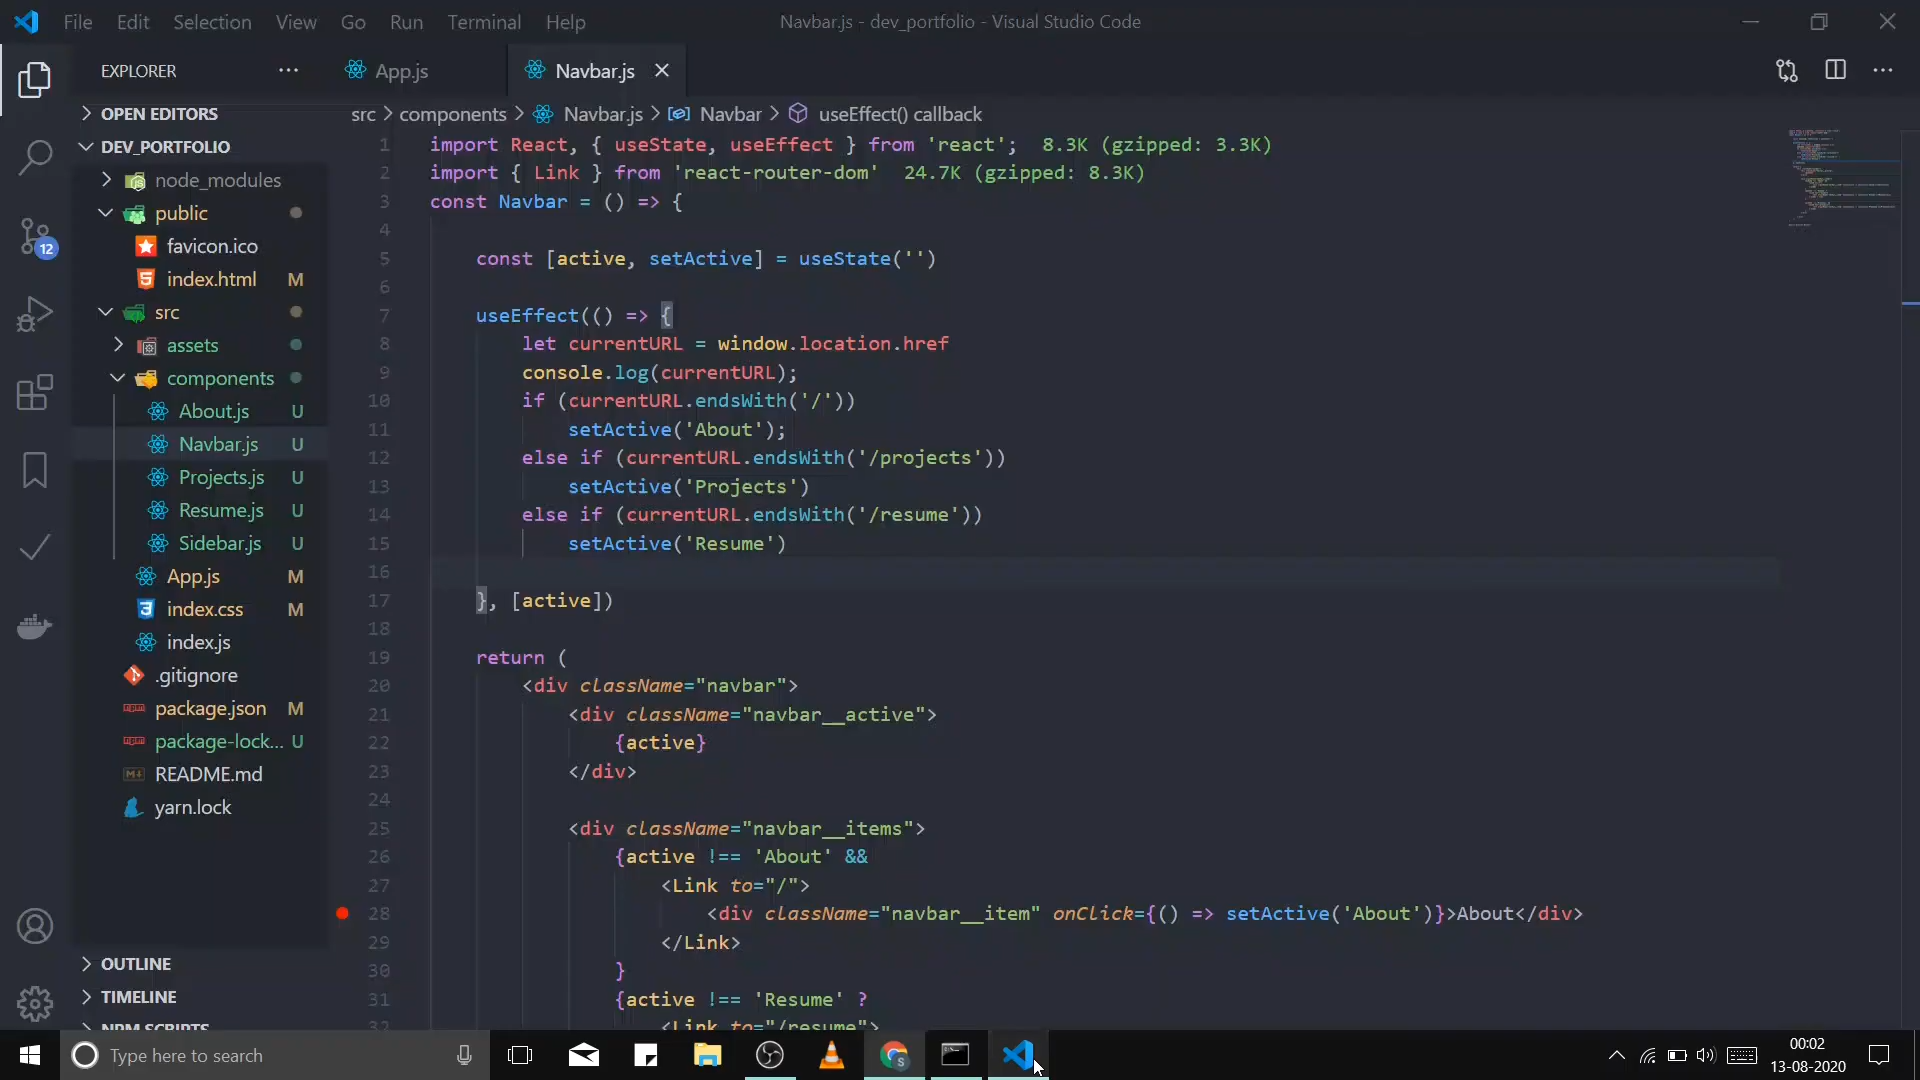 File Edit Selection View Go Run Terminal Help
Navbar.js - dev_portfolio - Visual Studio Code
EXPLORER
App.js
Navbar.js
OPEN EDITORS
src > components > Navbar.js > Navbar > useEffect() callback
DEV_PORTFOLIO
node_modules
public
favicon.ico
index.html M
src
assets
components
About.js U
Navbar.js U
Projects.js U
Resume.js U
Sidebar.js U
App.js M
index.css M
index.js
.gitignore
package.json M
package-lock... U
README.md
yarn.lock
OUTLINE
TIMELINE
NPM SCRIPTS
12
1 import React, { useState, useEffect } from 'react'; 8.3K (gzipped: 3.3K)
2 import { Link } from 'react-router-dom' 24.7K (gzipped: 8.3K)
3 const Navbar = () => {
4
5 const [active, setActive] = useState('')
6
7 useEffect(() => {
8 let currentURL = window.location.href
9 console.log(currentURL);
10 if (currentURL.endsWith('/'))
11 setActive('About');
12 else if (currentURL.endsWith('/projects'))
13 setActive('Projects')
14 else if (currentURL.endsWith('/resume'))
15 setActive('Resume')
16
17 }, [active])
18
19 return (
20 <div className="navbar">
21 <div className="navbar__active">
22 {active}
23 </div>
24
25 <div className="navbar__items">
26 {active !== 'About' &&
27 <Link to="/">
28 <div className="navbar__item" onClick={() => setActive('About')}>About</div>
29 </Link>
30 }
31 {active !== 'Resume' ?
32 <Link to="/resume">
Type here to search
00:02
13-08-2020